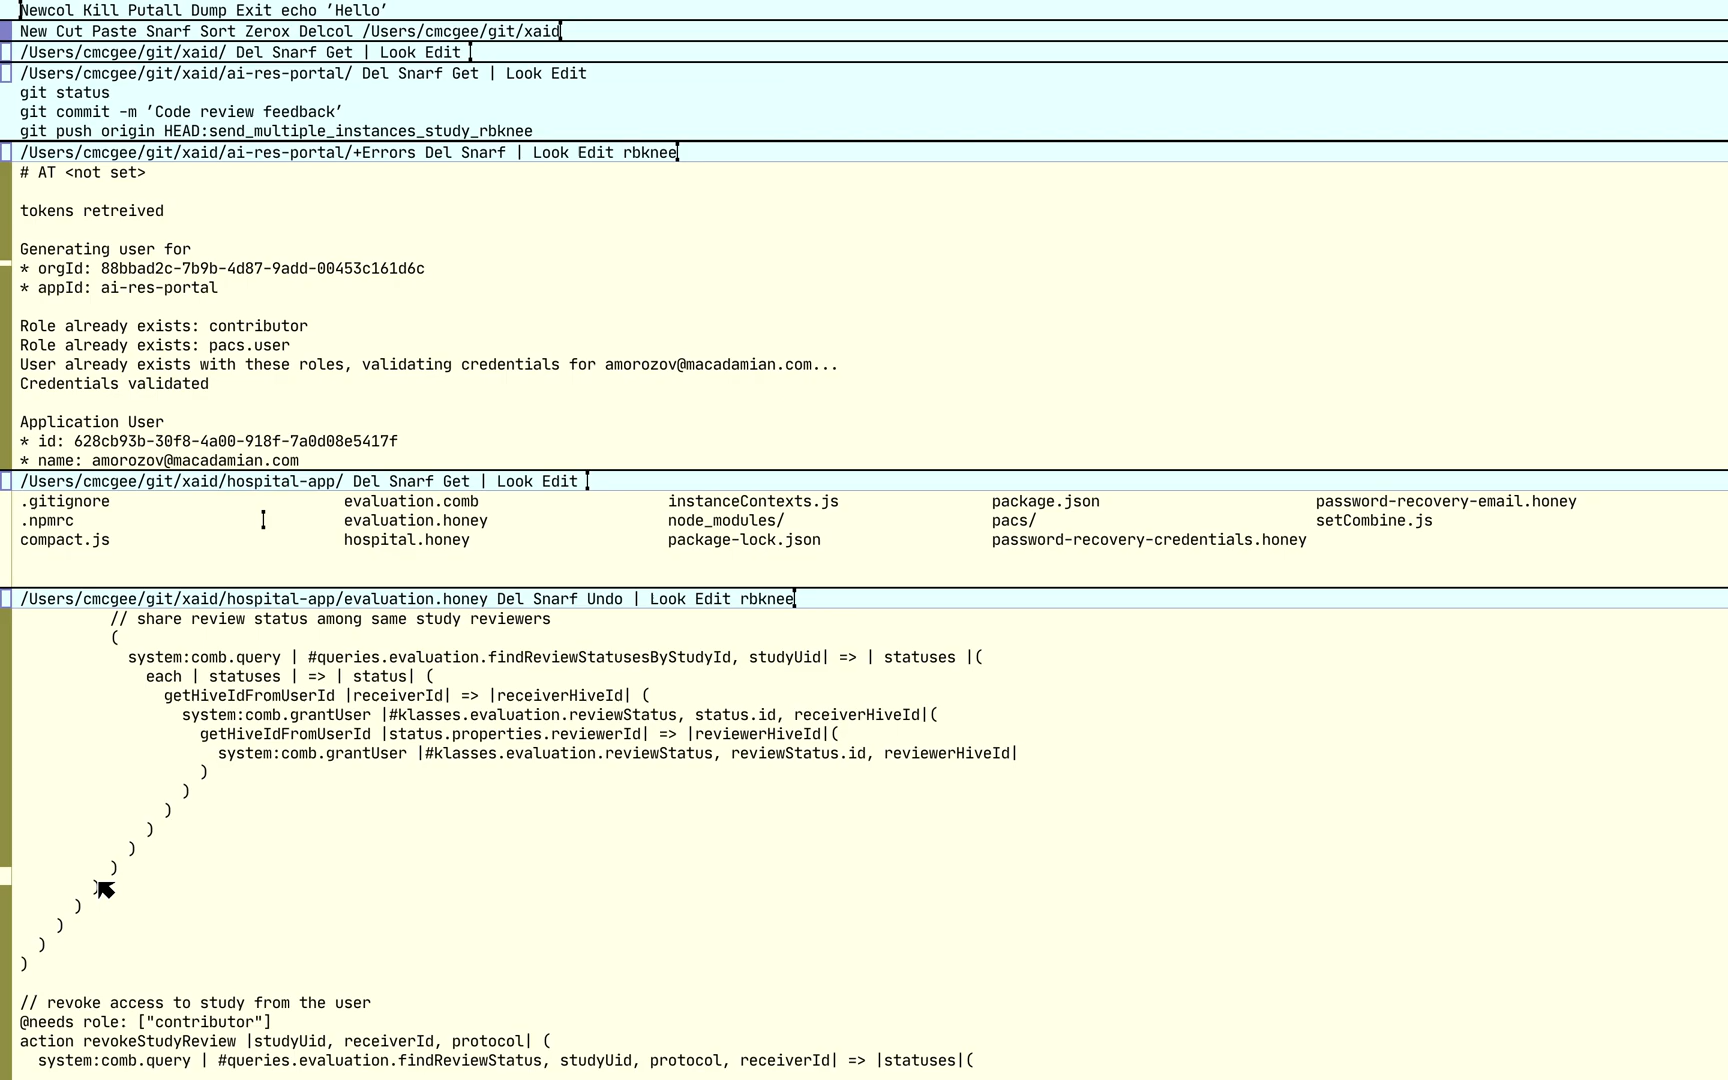 Newcol Kill Putall Dump Exit echo ’Hello’
New Cut Paste Snarf Sort Zerox Delcol /Users/cmcgee/git/xaid
/Users/cmcgee/git/xaid/ Del Snarf Get | Look Edit
/Users/cmcgee/git/xaid/ai-res-portal/ Del Snarf Get | Look Edit
git status
git commit -m ’Code review feedback’
git push origin HEAD:send_multiple_instances_study_rbknee
/Users/cmcgee/git/xaid/ai-res-portal/+Errors Del Snarf | Look Edit rbknee
# AT <not set>
tokens retreived
Generating user for
* orgId: 88bbad2c-7b9b-4d87-9add-00453c161d6c
* appId: ai-res-portal
Role already exists: contributor
Role already exists: pacs.user
User already exists with these roles, validating credentials for amorozov@macadamian.com...
Credentials validated
Application User
* id: 628cb93b-30f8-4a00-918f-7a0d08e5417f
* name: amorozov@macadamian.com
/Users/cmcgee/git/xaid/hospital-app/ Del Snarf Get | Look Edit
.gitignore evaluation.comb instanceContexts.js package.json password-recovery-email.honey
.npmrc evaluation.honey node_modules/ pacs/ setCombine.js
compact.js hospital.honey package-lock.json password-recovery-credentials.honey
/Users/cmcgee/git/xaid/hospital-app/evaluation.honey Del Snarf Undo | Look Edit rbknee
// share review status among same study reviewers
(
system:comb.query | #queries.evaluation.findReviewStatusesByStudyId, studyUid| => | statuses |(
each | statuses | => | status| (
getHiveIdFromUserId |receiverId| => |receiverHiveId| (
system:comb.grantUser |#klasses.evaluation.reviewStatus, status.id, receiverHiveId|(
getHiveIdFromUserId |status.properties.reviewerId| => |reviewerHiveId|(
system:comb.grantUser |#klasses.evaluation.reviewStatus, reviewStatus.id, reviewerHiveId|
)
)
)
)
)
)
)
)
)
)
)
// revoke access to study from the user
@needs role: ["contributor"]
action revokeStudyReview |studyUid, receiverId, protocol| (
system:comb.query | #queries.evaluation.findReviewStatus, studyUid, protocol, receiverId| => |statuses|(